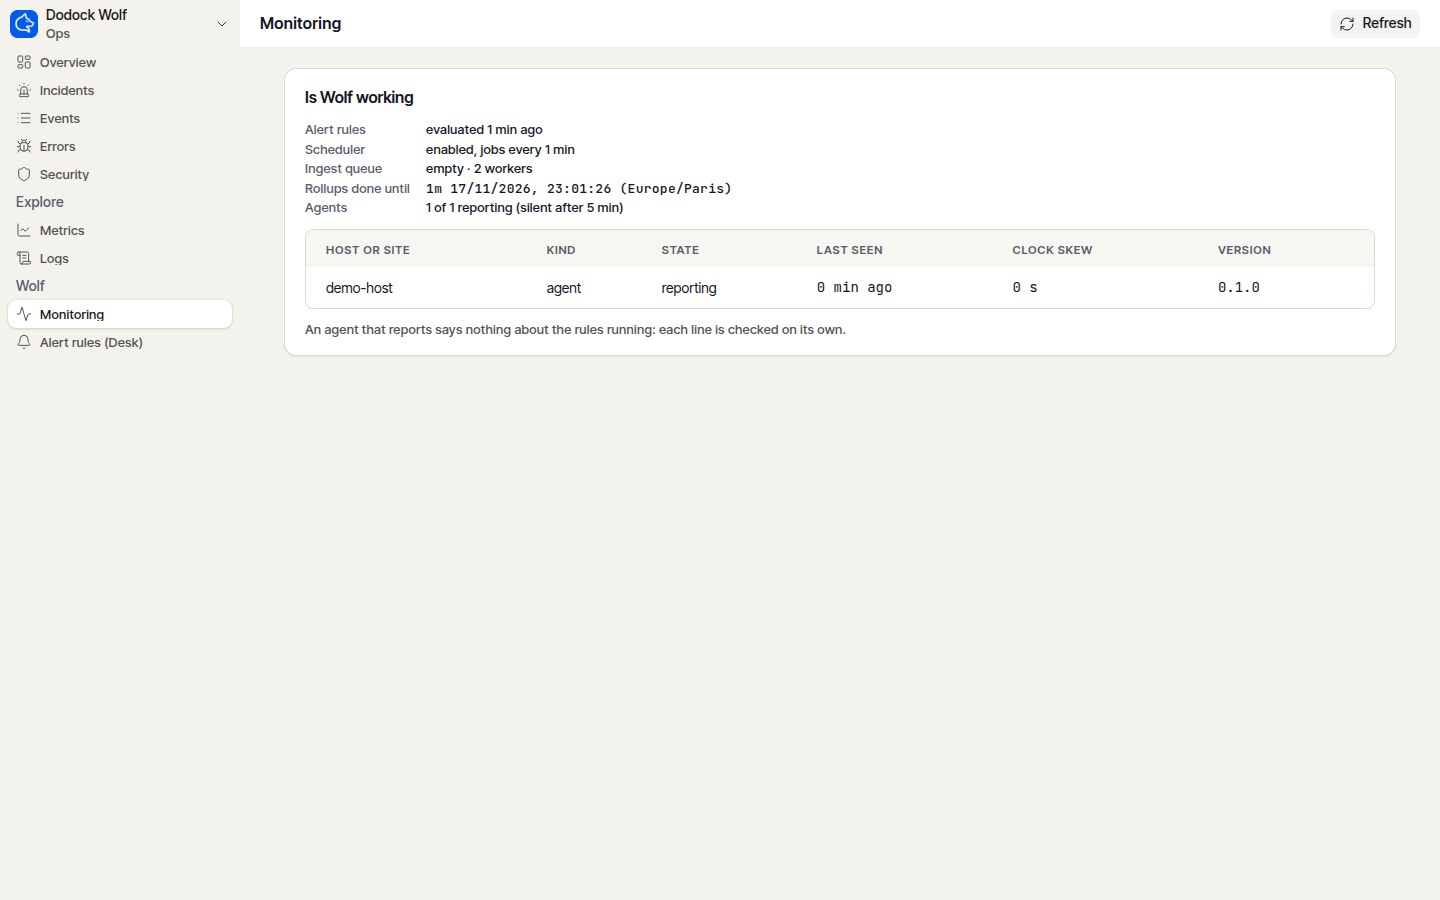 Dodock Wolf
Ops
Overview
Incidents
Events
Errors
Security
Explore
Metrics
Logs
Wolf
Monitoring
Alert rules (Desk)
Monitoring
Refresh
Is Wolf working
Alert rules evaluated 1 min ago
Scheduler enabled, jobs every 1 min
Ingest queue empty · 2 workers
Rollups done until 1m 17/11/2026, 23:01:26 (Europe/Paris)
Agents 1 of 1 reporting (silent after 5 min)
HOST OR SITE KIND STATE LAST SEEN CLOCK SKEW VERSION
demo-host agent reporting 0 min ago 0 s 0.1.0
An agent that reports says nothing about the rules running: each line is checked on its own.